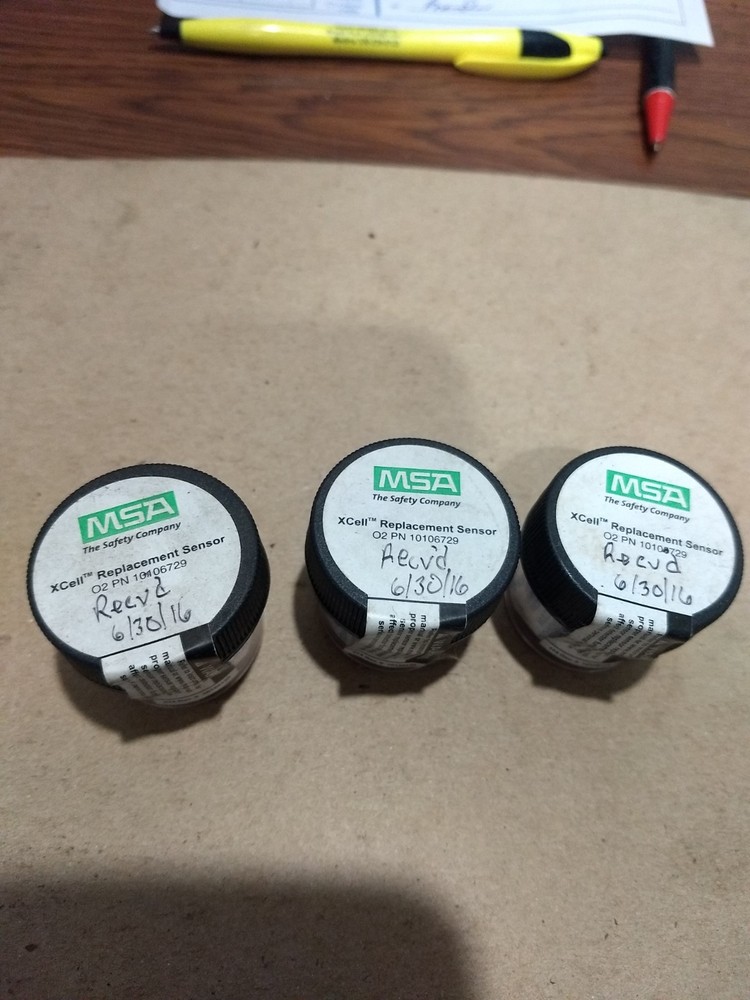 MSA
The Safety Company
XCell™ Replacement Sensor
O2 PN 10106729
Recv'd
6/30/16
MSA
The Safety Company
XCell™ Replacement Sensor
O2 PN 10106729
Recv'd
6/30/16
MSA
The Safety Company
XCell™ Replacement Sensor
O2 PN 10106729
Recvd
6/30/16